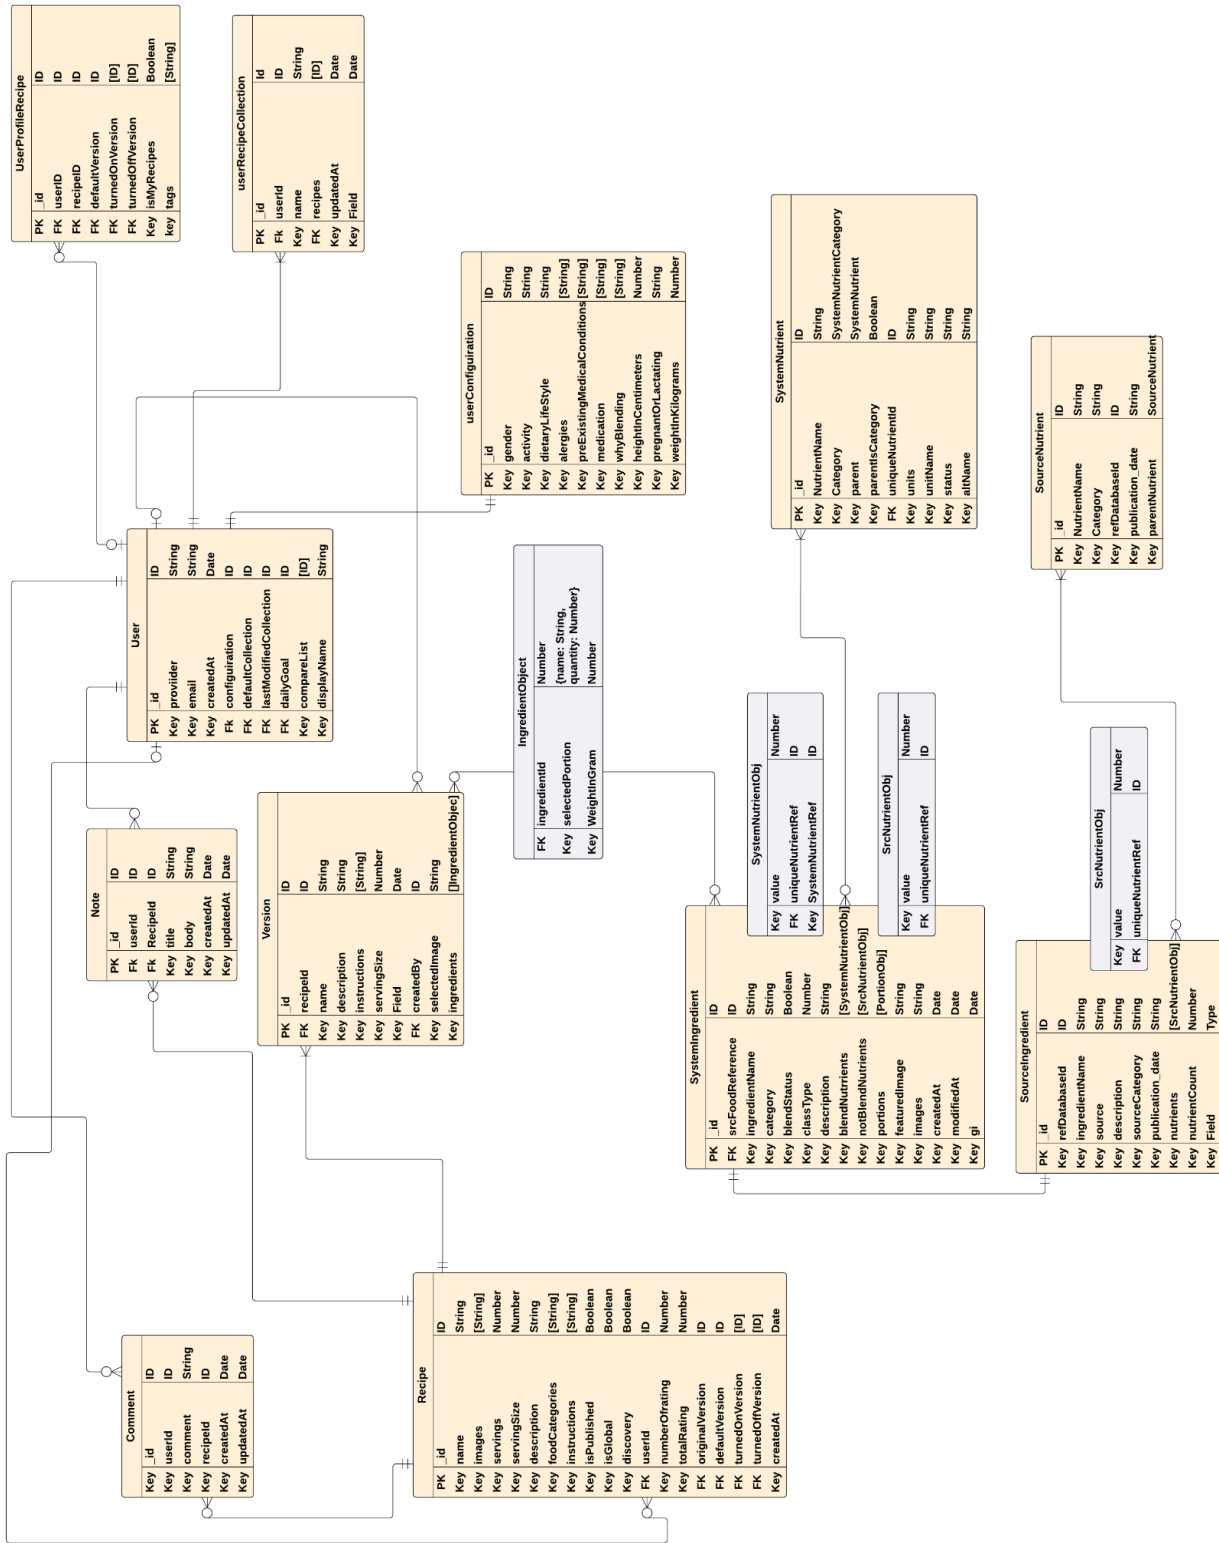 UserProfileRecipe
PK _id ID
FK userID ID
FK recipeID ID
FK defaultVersion ID
FK turnedOnVersion [ID]
FK turnedOffVersion [ID]
Key isMyRecipes Boolean
key tags [String]
userRecipeCollection
PK _id Id
Fk userId ID
Key name String
FK recipes [ID]
Key updatedAt Date
Key Field Date
userConfiguiration
PK _id ID
Key gender String
Key activity String
Key dietaryLifeStyle String
Key alergies [String]
Key preExistingMedicalConditions [String]
Key medication [String]
Key whyBlending [String]
Key heightInCentimeters Number
Key pregnantOrLactating String
Key weightInKilograms Number
SystemNutrient
PK _id ID
Key NutrientName String
Key Category SystemNutrientCategory
Key parent SystemNutrient
Key parentIsCategory Boolean
FK uniqueNutrientId ID
Key units String
Key unitName String
Key status String
Key altName String
SourceNutrient
PK _id ID
Key NutrientName String
Key Category String
Key refDatabaseId ID
Key publication_date String
Key parentNutrient SourceNutrient
User
PK _id ID
Key proviider String
Key email String
Key createdAt Date
Fk configuiration ID
FK defaultCollection ID
FK lastModifiedCollection ID
FK dailyGoal ID
Key compareList [ID]
Key displayName String
IngredientObject
FK ingredientId Number
Key selectedPortion {name: String,
quantity: Number}
Key WeightInGram Number
SystemNutrientObj
Key value Number
FK uniqueNutrientRef ID
Key SystemNutrientRef ID
SrcNutrientObj
Key value Number
FK uniqueNutrientRef ID
SrcNutrientObj
Key value Number
FK uniqueNutrientRef ID
Note
PK _id ID
Fk userId ID
Fk RecipeId ID
Key title String
Key body String
Key createdAt Date
Key updatedAt Date
Version
PK _id ID
FK recipeId ID
Key name String
Key description String
Key instructions [String]
Key servingSize Number
Key Field Date
FK createdBy ID
Key selectedImage String
Key ingredients []IngredientObjec]
SystemIngredient
PK _id ID
FK srcFoodReference ID
Key ingredientName String
Key category String
Key blendStatus Boolean
Key classType Number
Key description String
Key blendNutrrients [SystemNutrientObj]
Key notBlendNutrients [SrcNutrientObj]
Key portions [PortionObj]
Key featuredImage String
Key images String
Key createdAt Date
Key modifiedAt Date
Key gi Date
SourceIngredient
PK _id ID
Key refDatabaseId ID
Key ingredientName String
Key source String
Key description String
Key sourceCategory String
Key publication_date String
Key nutrients [SrcNutrientObj]
Key nutrientCount Number
Key Field Type
Comment
Key _id ID
Key userId ID
Key comment String
Key recipeId ID
Key createdAt Date
Key updatedAt Date
Recipe
PK _id ID
Key name String
Key images [String]
Key servings Number
Key servingSize Number
Key description String
Key foodCategories [String]
Key instructions [String]
Key isPublished Boolean
Key isGlobal Boolean
Key discovery Boolean
FK userId ID
Key numberOfrating Number
Key totalRating Number
FK originalVersion ID
FK defaultVersion ID
FK turnedOnVersion [ID]
FK turnedOffVersion [ID]
Key createdAt Date